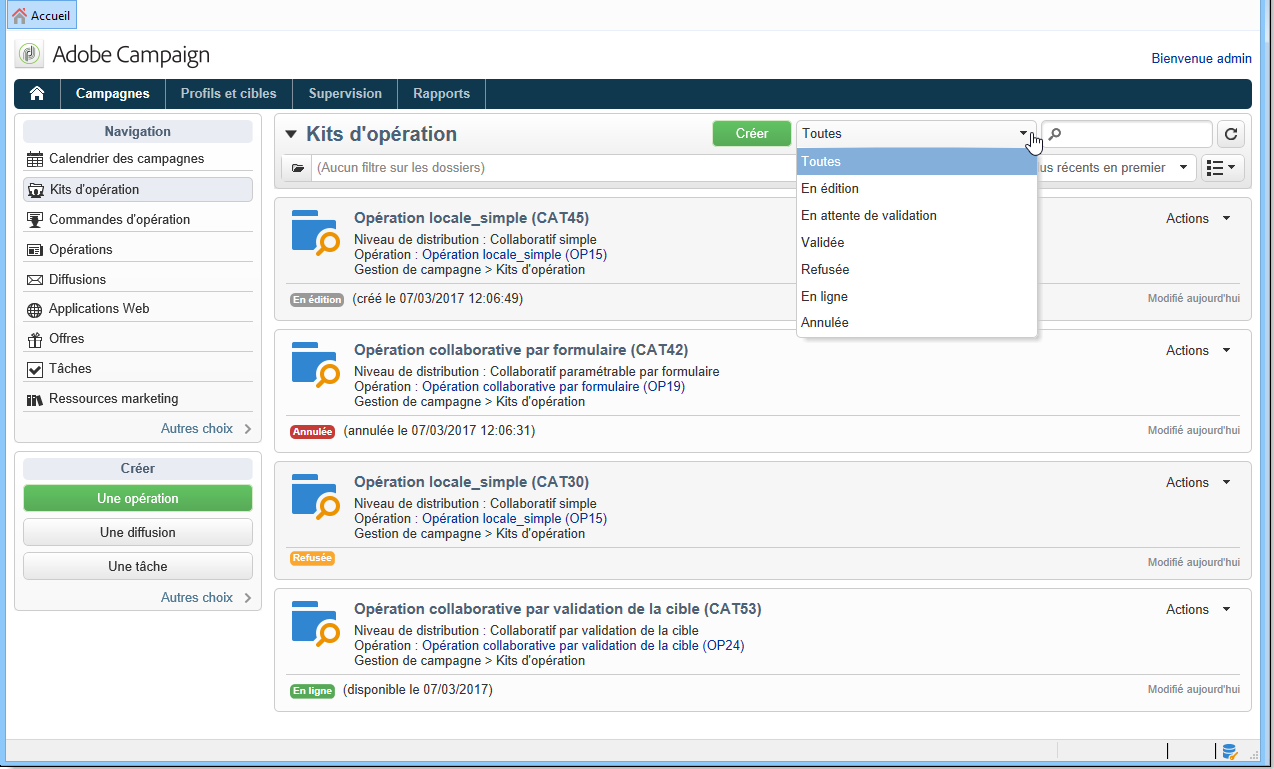 Accueil
Adobe Campaign
Bienvenue admin
Campagnes
Profils et cibles
Supervision
Rapports
Navigation
Calendrier des campagnes
Kits d'opération
Commandes d'opération
Opérations
Diffusions
Applications Web
Offres
Tâches
Ressources marketing
Autres choix
Créer
Une opération
Une diffusion
Une tâche
Autres choix
Kits d'opération
Créer
Toutes
(Aucun filtre sur les dossiers)
us récents en premier
Toutes
En édition
En attente de validation
Validée
Refusée
En ligne
Annulée
Opération locale_simple (CAT45)
Actions
Niveau de distribution : Collaboratif simple
Opération : Opération locale_simple (OP15)
Gestion de campagne > Kits d'opération
En édition (créé le 07/03/2017 12:06:49)
Modifié aujourd'hui
Opération collaborative par formulaire (CAT42)
Actions
Niveau de distribution : Collaboratif paramétrable par formulaire
Opération : Opération collaborative par formulaire (OP19)
Gestion de campagne > Kits d'opération
Annulée (annulée le 07/03/2017 12:06:31)
Modifié aujourd'hui
Opération locale_simple (CAT30)
Actions
Niveau de distribution : Collaboratif simple
Opération : Opération locale_simple (OP15)
Gestion de campagne > Kits d'opération
Refusée
Modifié aujourd'hui
Opération collaborative par validation de la cible (CAT53)
Actions
Niveau de distribution : Collaboratif par validation de la cible
Opération : Opération collaborative par validation de la cible (OP24)
Gestion de campagne > Kits d'opération
En ligne (disponible le 07/03/2017)
Modifié aujourd'hui